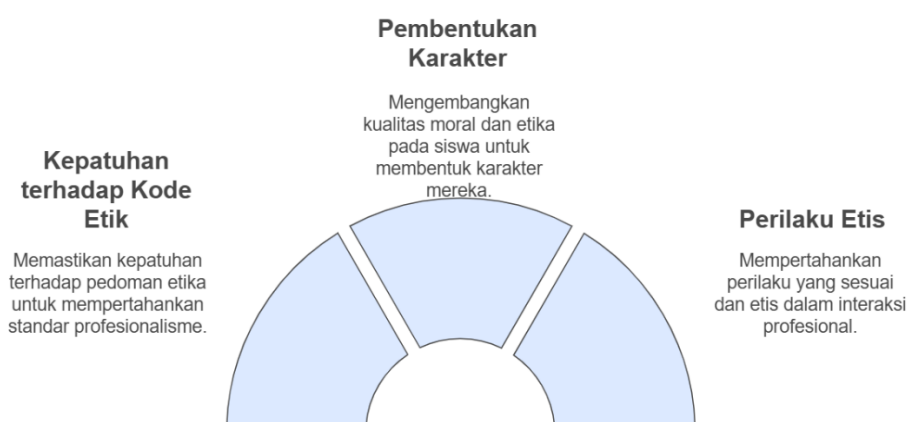 Pembentukan
Karakter
Mengembangkan
kualitas moral dan etika
pada siswa untuk
membentuk karakter
mereka.
Kepatuhan
terhadap Kode
Etik
Memastikan kepatuhan
terhadap pedoman etika
untuk mempertahankan
standar profesionalisme.
Perilaku Etis
Mempertahankan
perilaku yang sesuai
dan etis dalam interaksi
profesional.